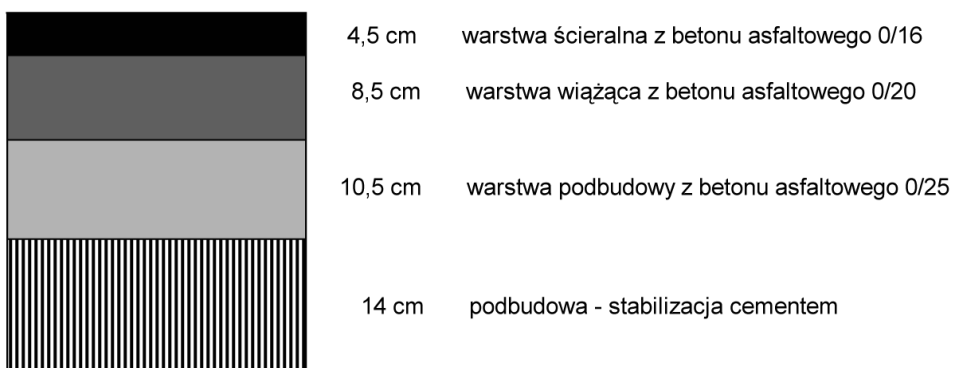 4,5 cm warstwa ścieralna z betonu asfaltowego 0/16
8,5 cm warstwa wiążąca z betonu asfaltowego 0/20
10,5 cm warstwa podbudowy z betonu asfaltowego 0/25
14 cm podbudowa - stabilizacja cementem